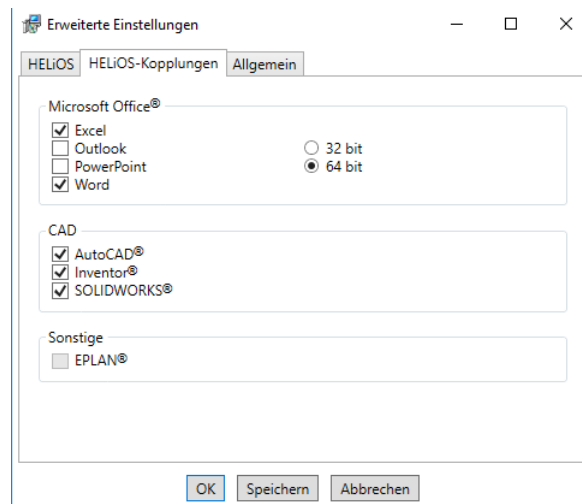 Erweiterte Einstellungen
HELiOS HELiOS-Kopplungen Allgemein
Microsoft Office®
Excel
Outlook 32 bit
PowerPoint 64 bit
Word
CAD
AutoCAD®
Inventor®
SOLIDWORKS®
Sonstige
EPLAN®
OK Speichern Abbrechen